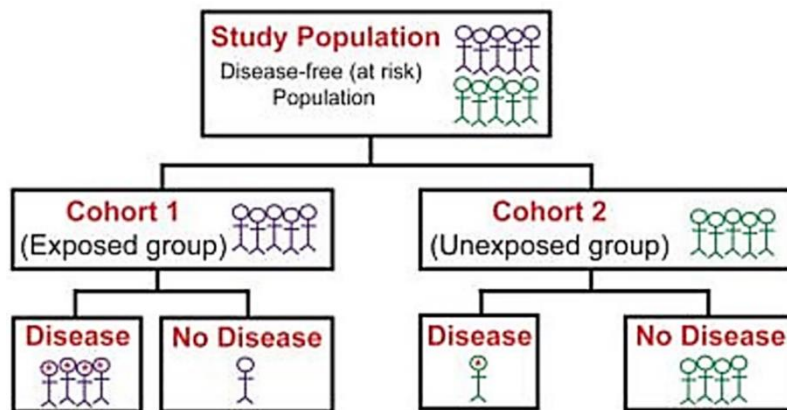 Study Population
Disease-free (at risk)
Population
Cohort 1
(Exposed group)
Cohort 2
(Unexposed group)
Disease
No Disease
Disease
No Disease